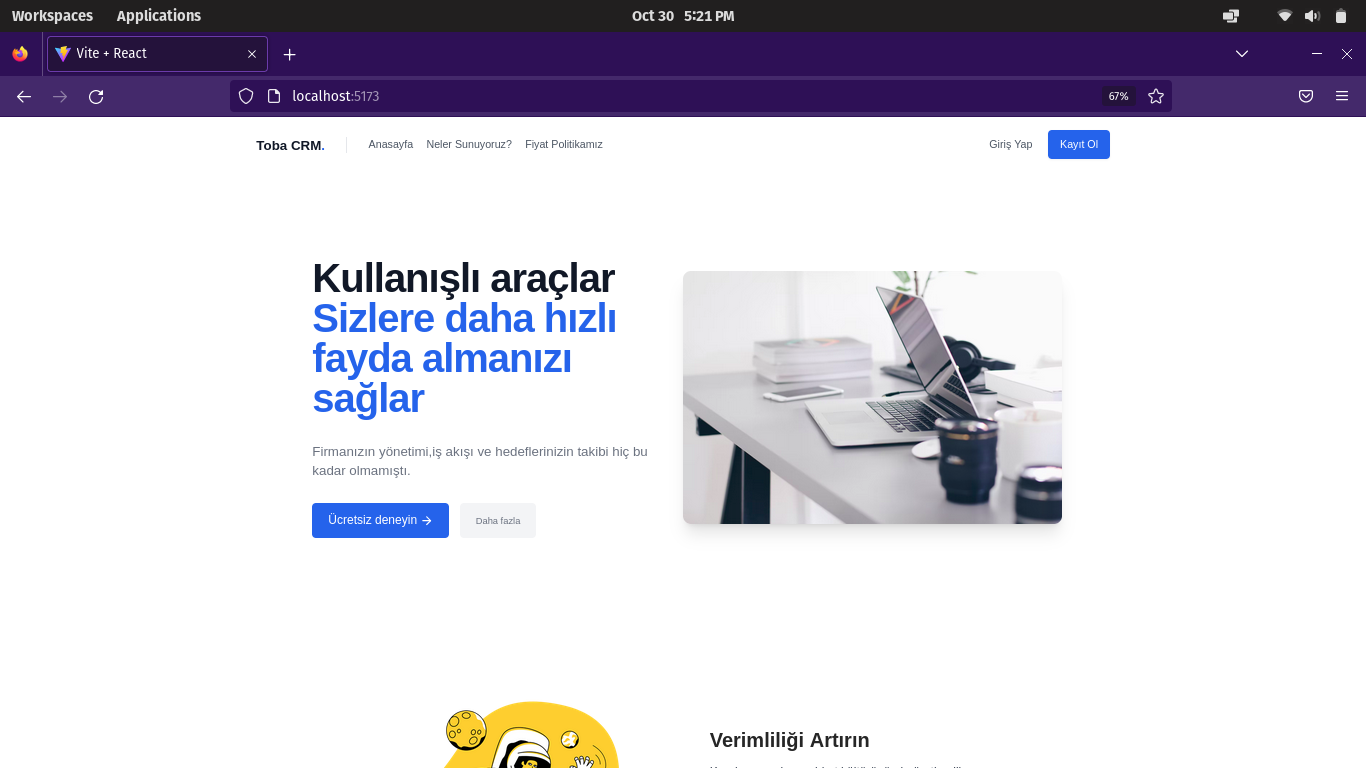 Workspaces Applications Oct 30 5:21 PM
Vite + React
localhost:5173 67%
Toba CRM. Anasayfa Neler Sunuyoruz? Fiyat Politikamız Giriş Yap Kayıt Ol
Kullanışlı araçlar
Sizlere daha hızlı
fayda almanızı
sağlar
Firmanızın yönetimi,iş akışı ve hedeflerinizin takibi hiç bu
kadar olmamıştı.
Ücretsiz deneyin Daha fazla
Verimliliği Artırın